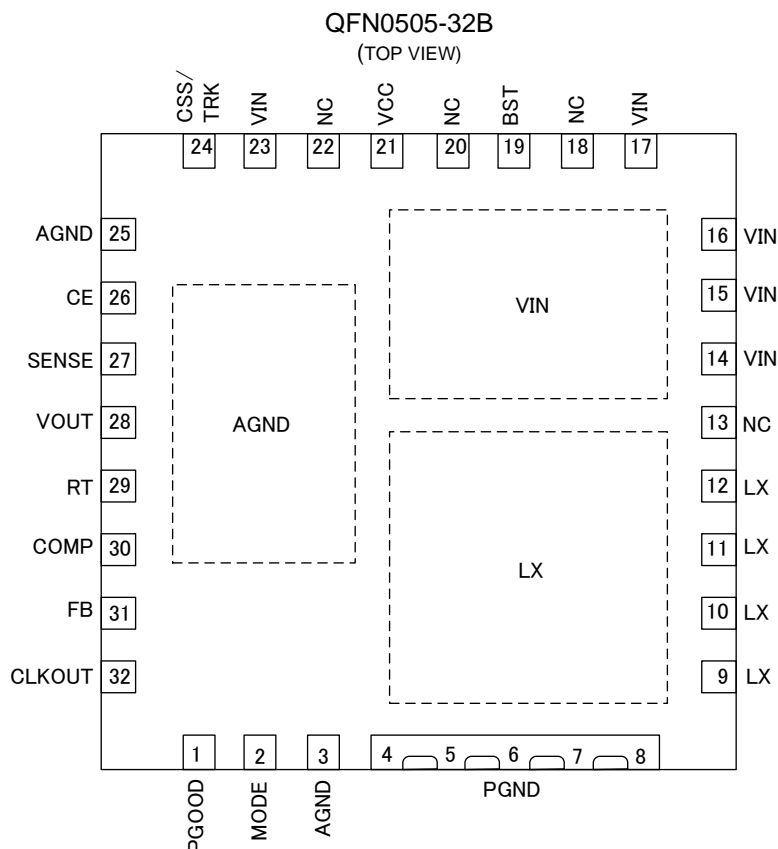 QFN0505-32B
(TOP VIEW)
CSS/
TRK
VIN
NC
VCC
NC
BST
NC
VIN
24 23 22 21 20 19 18 17
AGND 25
CE 26
SENSE 27
VOUT 28
RT 29
COMP 30
FB 31
CLKOUT 32
AGND
VIN
LX
16 VIN
15 VIN
14 VIN
13 NC
12 LX
11 LX
10 LX
9 LX
1 2 3 4 5 6 7 8
PGOOD
MODE
AGND
PGND